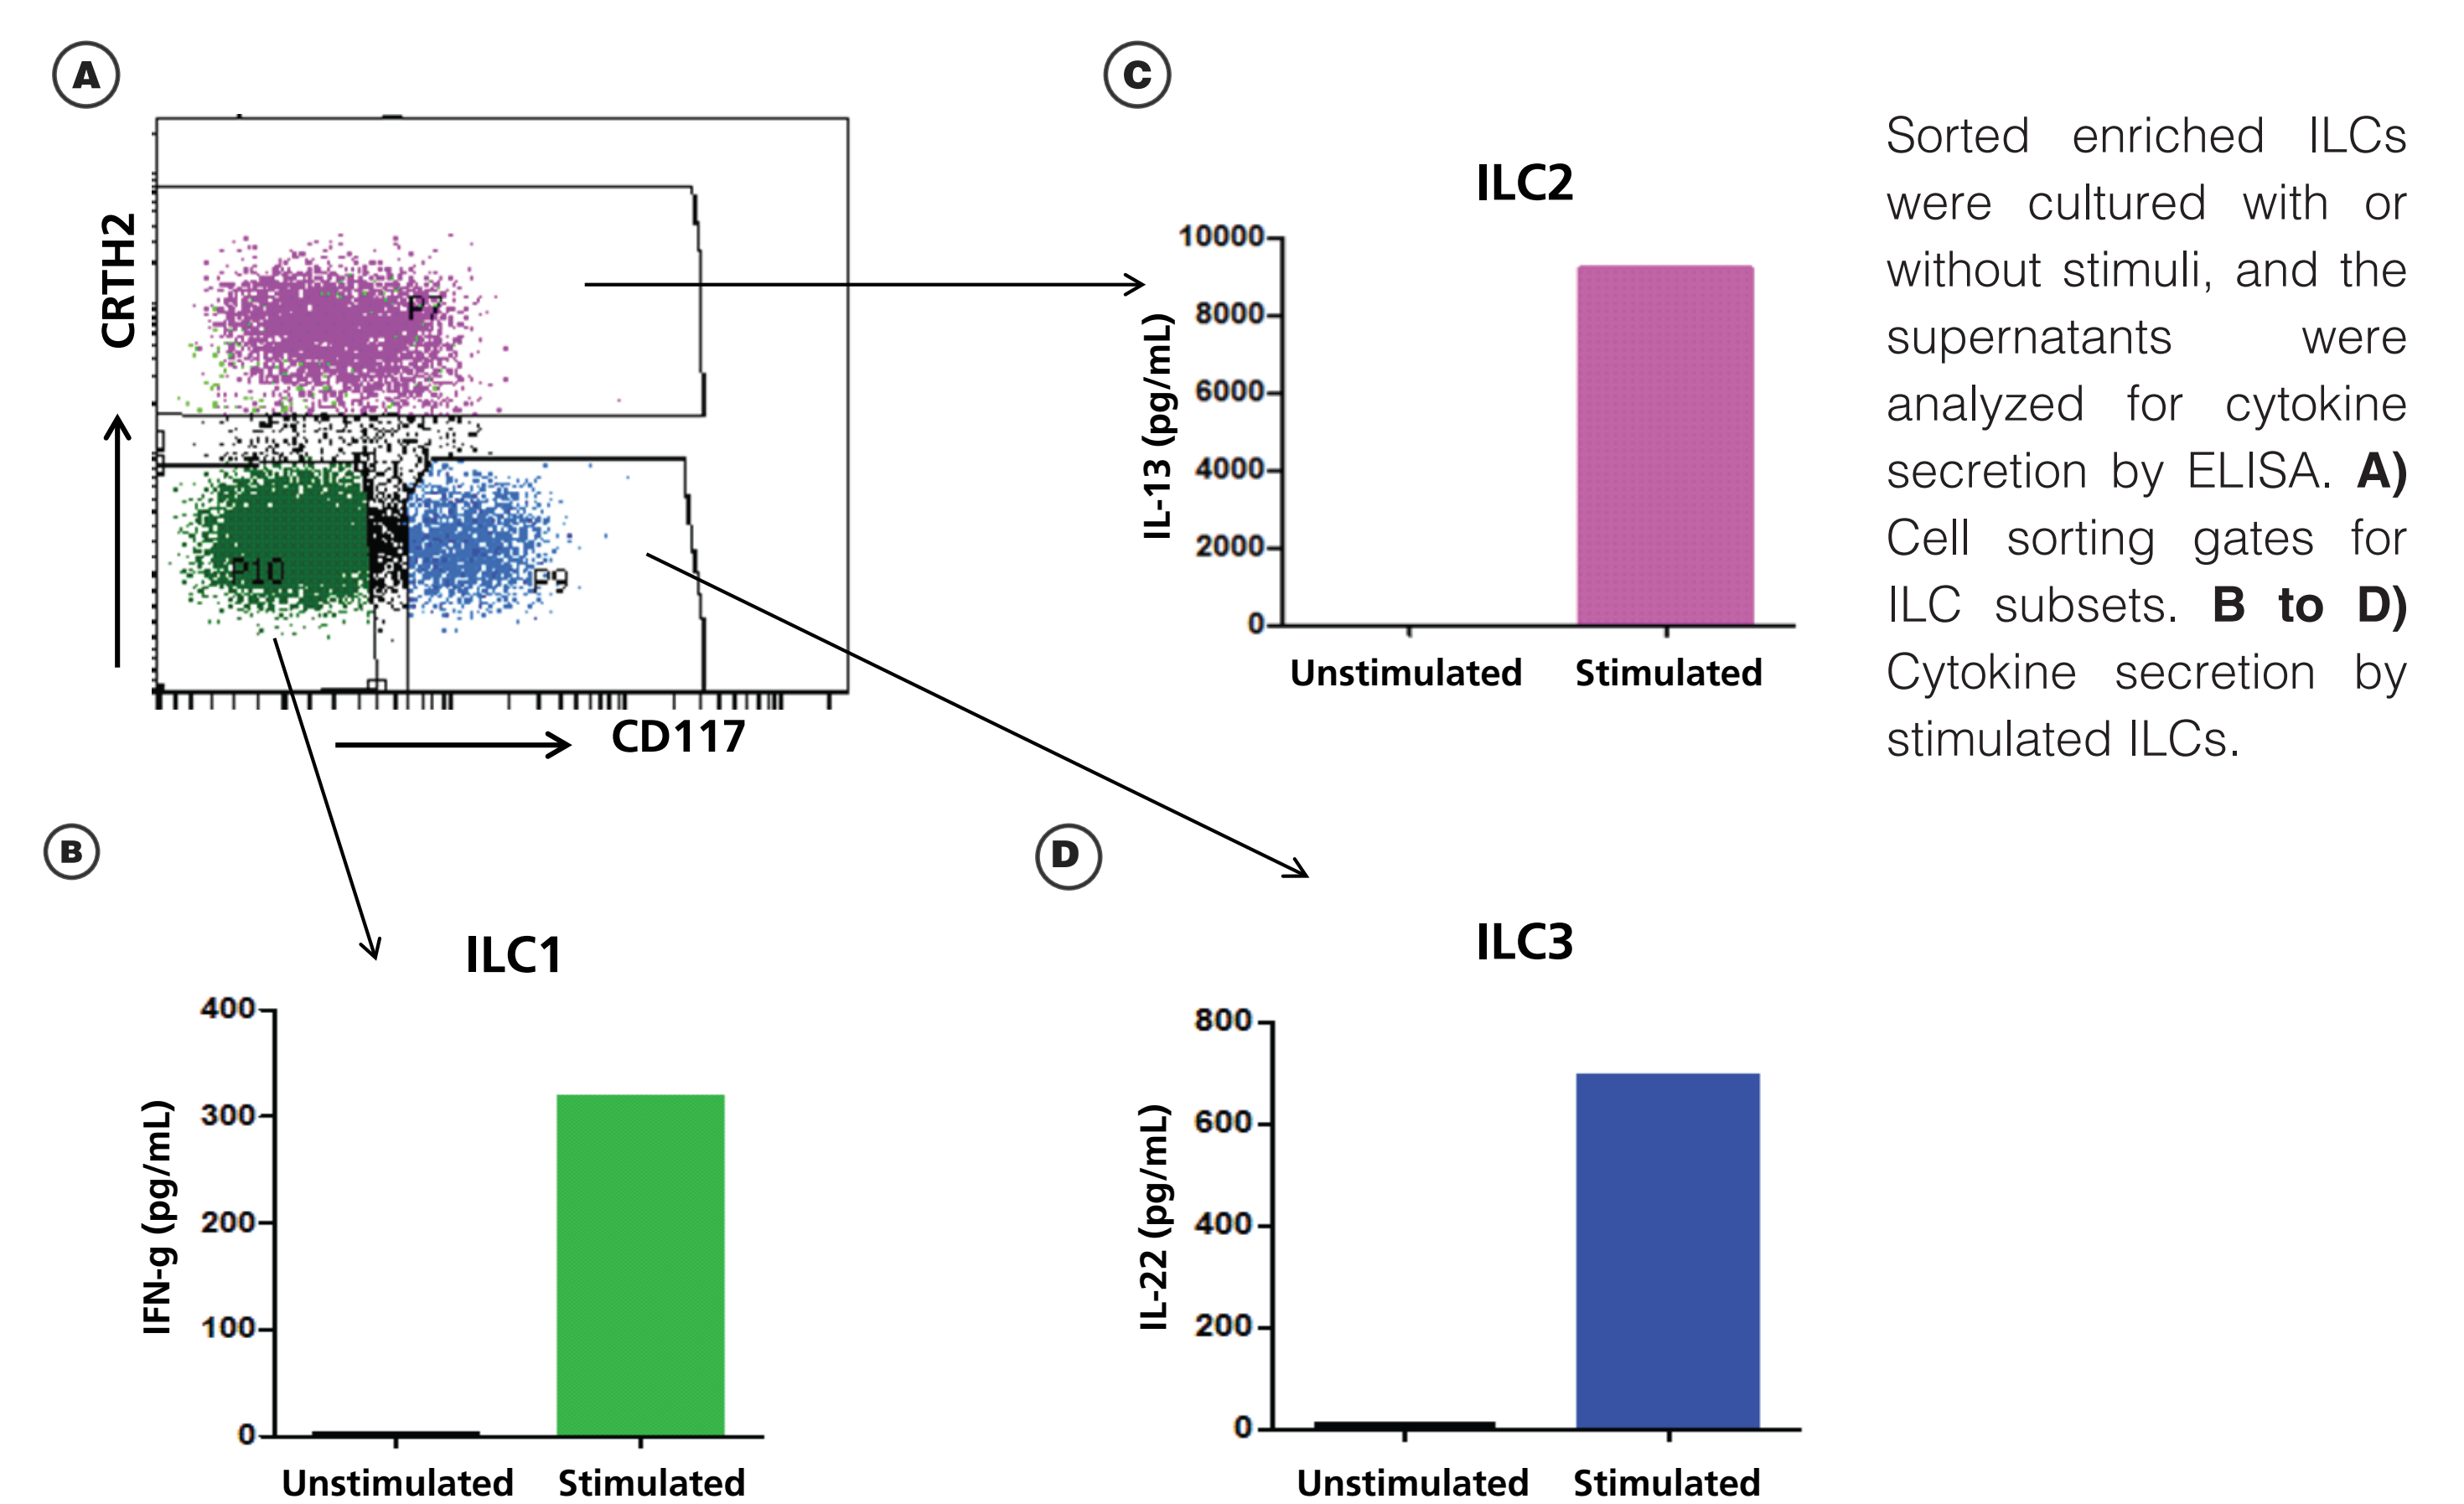 A
CRTH2
P7
P10
P9
CD117
C
ILC2
IL-13 (pg/mL)
10000
8000
6000
4000
2000
0
Unstimulated Stimulated
Sorted enriched ILCs
were cultured with or
without stimuli, and the
supernatants were
analyzed for cytokine
secretion by ELISA. A)
Cell sorting gates for
ILC subsets. B to D)
Cytokine secretion by
stimulated ILCs.
B
ILC1
IFN-g (pg/mL)
400
300
200
100
0
Unstimulated Stimulated
D
ILC3
IL-22 (pg/mL)
800
600
400
200
0
Unstimulated Stimulated